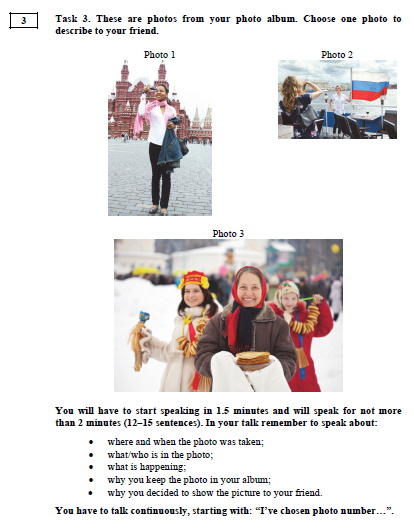 3
Task 3. These are photos from your photo album. Choose one photo to
describe to your friend.
Photo 1
Photo 2
Photo 3
You will have to start speaking in 1.5 minutes and will speak for not more
than 2 minutes (12–15 sentences). In your talk remember to speak about:
• where and when the photo was taken;
• what/who is in the photo;
• what is happening;
• why you keep the photo in your album;
• why you decided to show the picture to your friend.
You have to talk continuously, starting with: “I’ve chosen photo number…”.